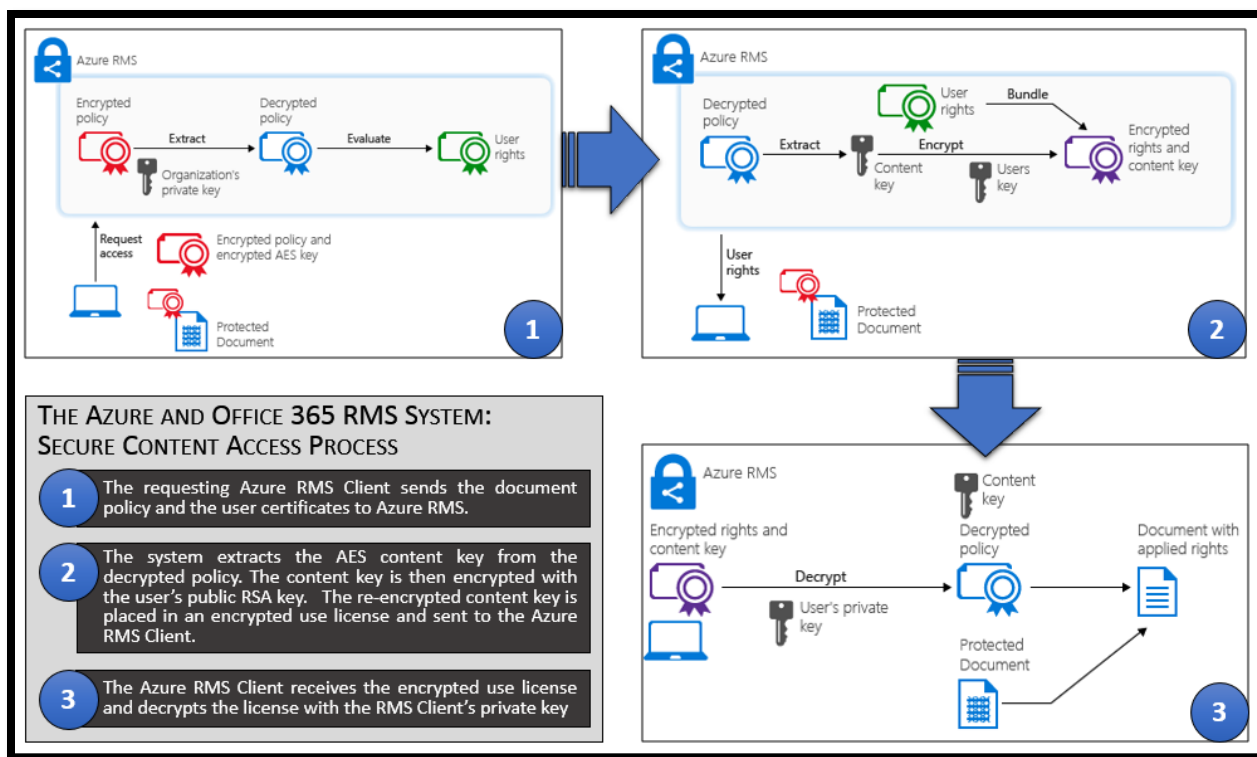 Azure RMS
Encrypted
policy
Decrypted
policy
Extract
Evaluate
User
rights
Organization's
private key
Request
access
Encrypted policy and
encrypted AES key
Protected
Document
1
Azure RMS
Decrypted
policy
User
rights
Bundle
Extract
Encrypt
Content
key
Users
key
Encrypted
rights and
content key
User
rights
Protected
Document
2
THE AZURE AND OFFICE 365 RMS SYSTEM:
SECURE CONTENT ACCESS PROCESS
1
The requesting Azure RMS Client sends the document
policy and the user certificates to Azure RMS.
2
The system extracts the AES content key from the
decrypted policy. The content key is then encrypted with
the user's public RSA key. The re-encrypted content key is
placed in an encrypted use license and sent to the Azure
RMS Client.
3
The Azure RMS Client receives the encrypted use license
and decrypts the license with the RMS Client's private key
Azure RMS
Content
key
Encrypted rights and
content key
Decrypted
policy
Document with
applied rights
Decrypt
User's private
key
Protected
Document
3